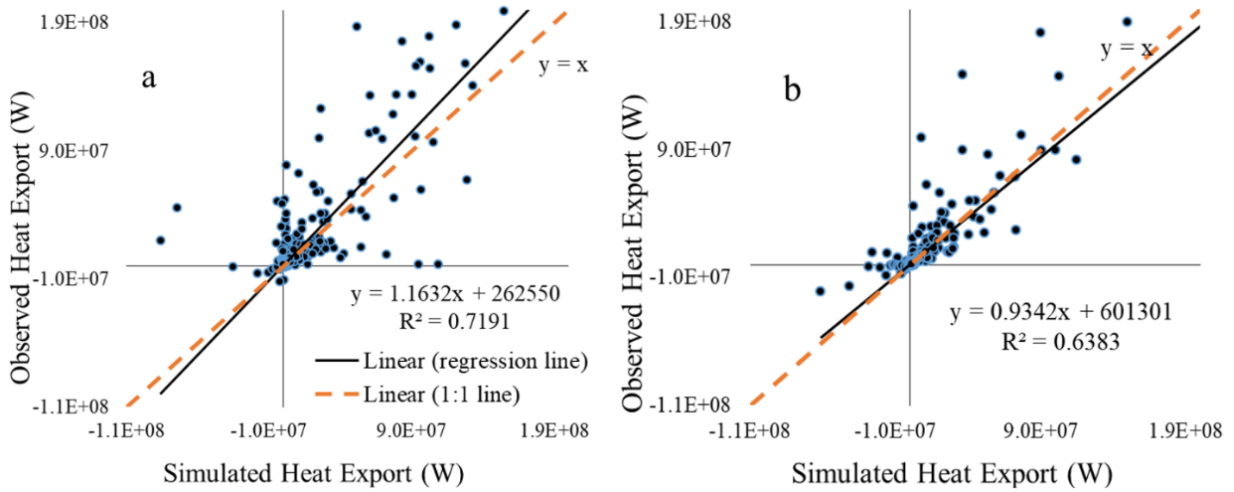 1.9E+08
a
y = x
9.0E+07
Observed Heat Export (W)
-1.0E+07
y = 1.1632x + 262550
R² = 0.7191
Linear (regression line)
Linear (1:1 line)
-1.1E+08
-1.1E+08 -1.0E+07 9.0E+07 1.9E+08
Simulated Heat Export (W)
1.9E+08
y = x
b
9.0E+07
Observed Heat Export (W)
-1.0E+07
y = 0.9342x + 601301
R² = 0.6383
-1.1E+08
-1.1E+08 -1.0E+07 9.0E+07 1.9E+08
Simulated Heat Export (W)